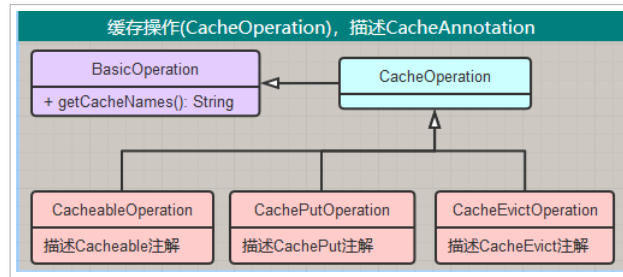 缓存操作(CacheOperation)，描述CacheAnnotation
BasicOperation
+ getCacheNames(): String
CacheOperation
CacheableOperation
描述Cacheable注解
CachePutOperation
描述CachePut注解
CacheEvictOperation
描述CacheEvict注解